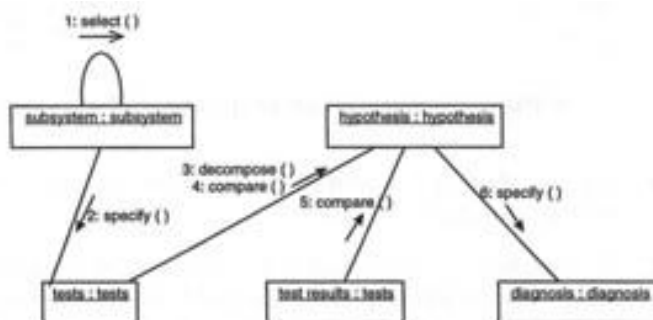 1: select ( )
subsystem : subsystem
hypothesis : hypothesis
3: decompose ( )
4: compare ( )
2: specify ( )
5: compare ( )
6: specify ( )
tests : tests
test results : tests
diagnosis : diagnosis